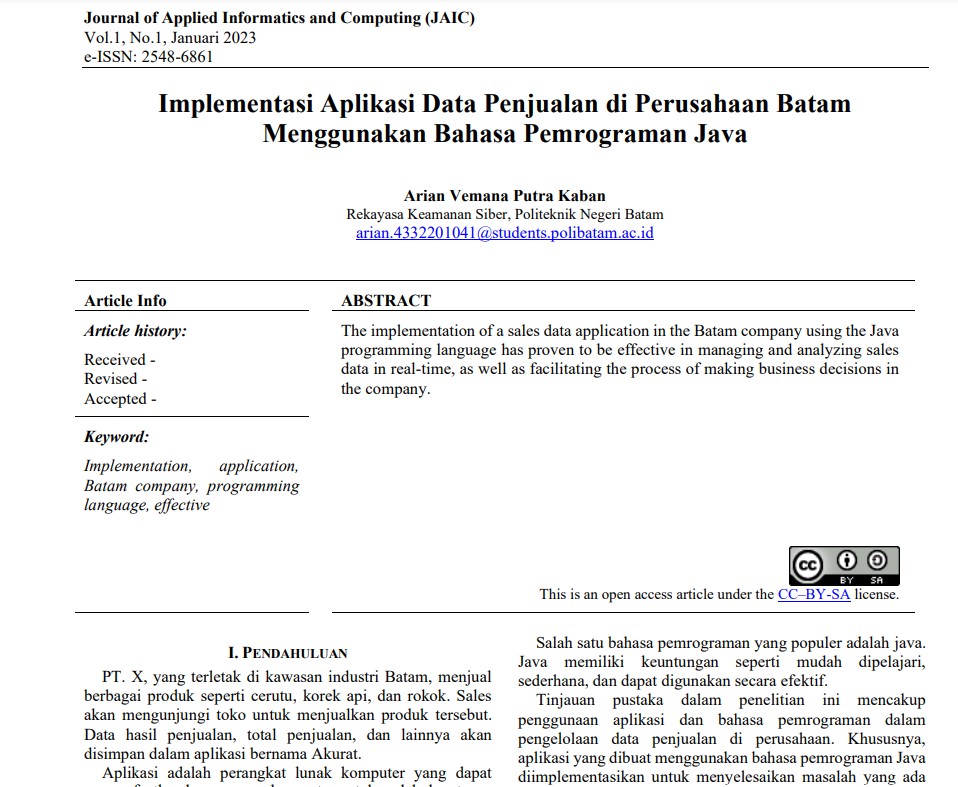 Journal of Applied Informatics and Computing (JAIC)
Vol.1, No.1, Januari 2023
e-ISSN: 2548-6861
Implementasi Aplikasi Data Penjualan di Perusahaan Batam
Menggunakan Bahasa Pemrograman Java
Arian Vemana Putra Kaban
Rekayasa Keamanan Siber, Politeknik Negeri Batam
arian.4332201041@students.polibatam.ac.id
Article Info
Article history:
Received -
Revised -
Accepted -
Keyword:
Implementation, application,
Batam company, programming
language, effective
ABSTRACT
The implementation of a sales data application in the Batam company using the Java
programming language has proven to be effective in managing and analyzing sales
data in real-time, as well as facilitating the process of making business decisions in
the company.
cc
BY SA
This is an open access article under the CC–BY-SA license.
I. PENDAHULUAN
PT. X, yang terletak di kawasan industri Batam, menjual
berbagai produk seperti cerutu, korek api, dan rokok. Sales
akan mengunjungi toko untuk menjualkan produk tersebut.
Data hasil penjualan, total penjualan, dan lainnya akan
disimpan dalam aplikasi bernama Akurat.
Aplikasi adalah perangkat lunak komputer yang dapat
Salah satu bahasa pemrograman yang populer adalah java.
Java memiliki keuntungan seperti mudah dipelajari,
sederhana, dan dapat digunakan secara efektif.
Tinjauan pustaka dalam penelitian ini mencakup
penggunaan aplikasi dan bahasa pemrograman dalam
pengelolaan data penjualan di perusahaan. Khususnya,
aplikasi yang dibuat menggunakan bahasa pemrograman Java
diimplementasikan untuk menyelesaikan masalah yang ada